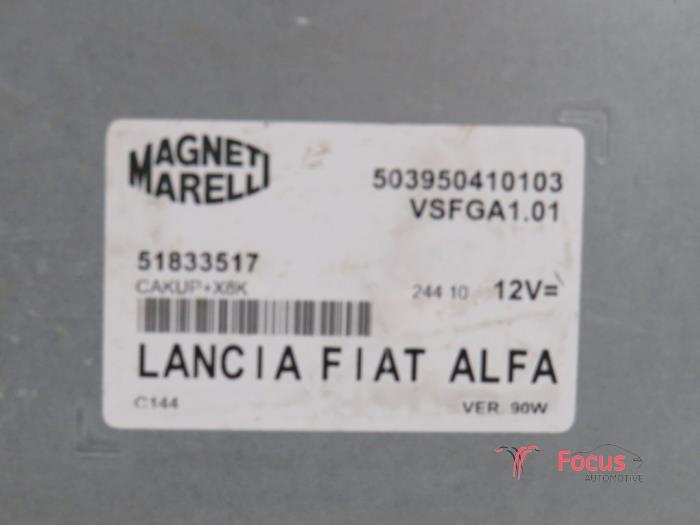 MAGNETI
MARELLI
503950410103
VSFGA1.01
51833517
CAKUP+X8K
244 10 12V=
LANCIA FIAT ALFA
C144 VER. 90W
Focus
AUTOMOTIVE